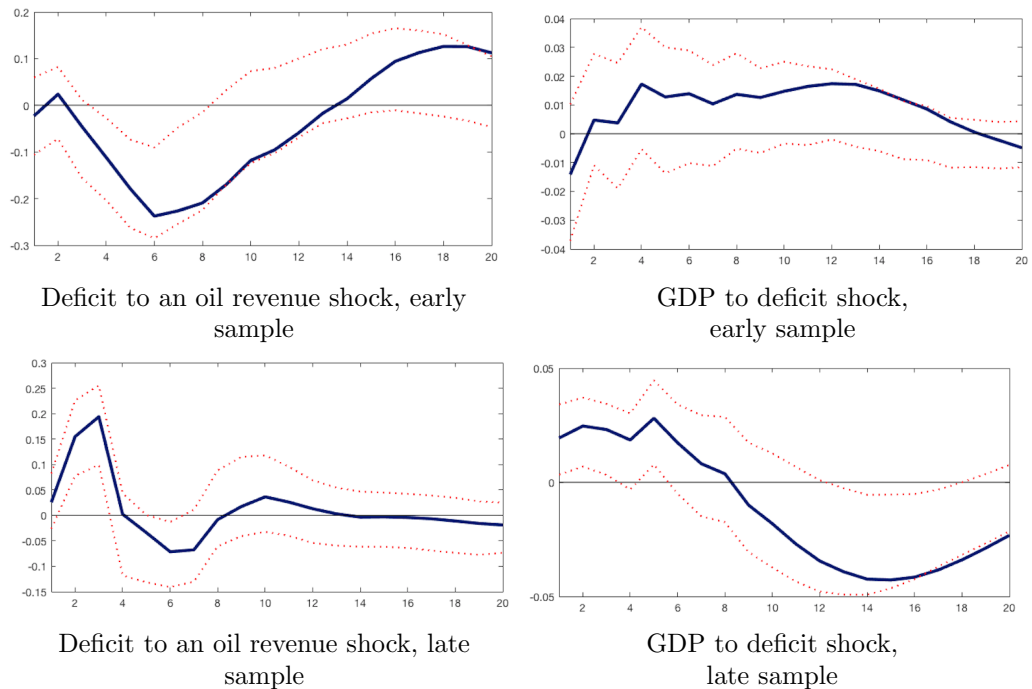 0.2
0.1
0
-0.1
-0.2
-0.3
2 4 6 8 10 12 14 16 18 20
0.04
0.03
0.02
0.01
0
-0.01
-0.02
-0.03
-0.04
2 4 6 8 10 12 14 16 18 20
Deficit to an oil revenue shock, early
sample
GDP to deficit shock,
early sample
0.3
0.25
0.2
0.15
0.1
0.05
0
-0.05
-0.1
-0.15
2 4 6 8 10 12 14 16 18 20
0.05
0
-0.05
2 4 6 8 10 12 14 16 18 20
Deficit to an oil revenue shock, late
sample
GDP to deficit shock,
late sample